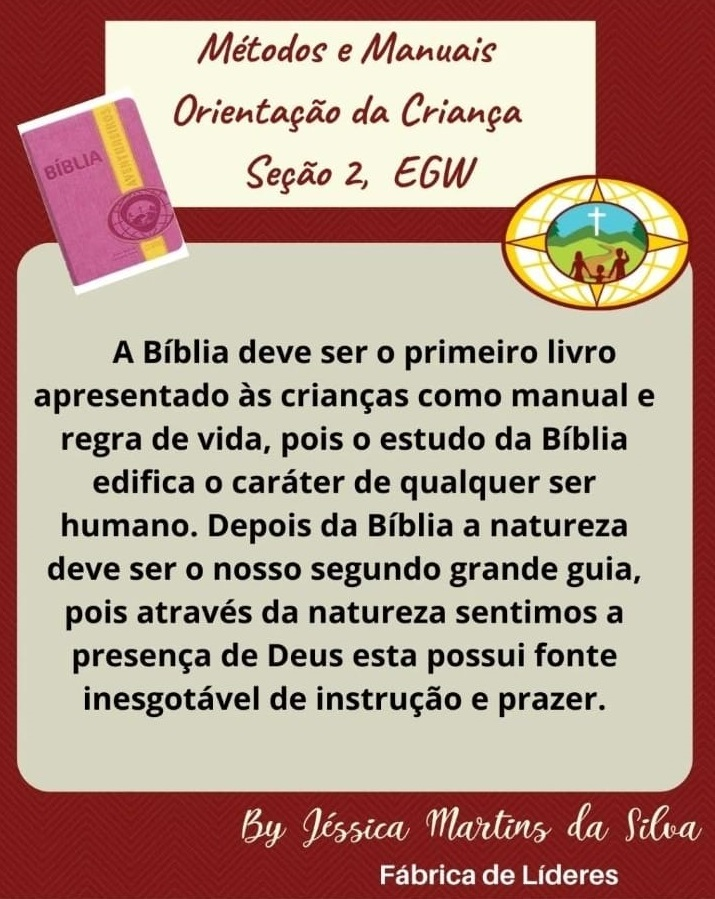 Métodos e Manuais
Orientação da Criança
Seção 2, EGW
BÍBLIA
AVENTUREIROS
A Bíblia deve ser o primeiro livro
apresentado às crianças como manual e
regra de vida, pois o estudo da Bíblia
edifica o caráter de qualquer ser
humano. Depois da Bíblia a natureza
deve ser o nosso segundo grande guia,
pois através da natureza sentimos a
presença de Deus esta possui fonte
inesgotável de instrução e prazer.
By Jéssica Martins da Silva
Fábrica de Líderes